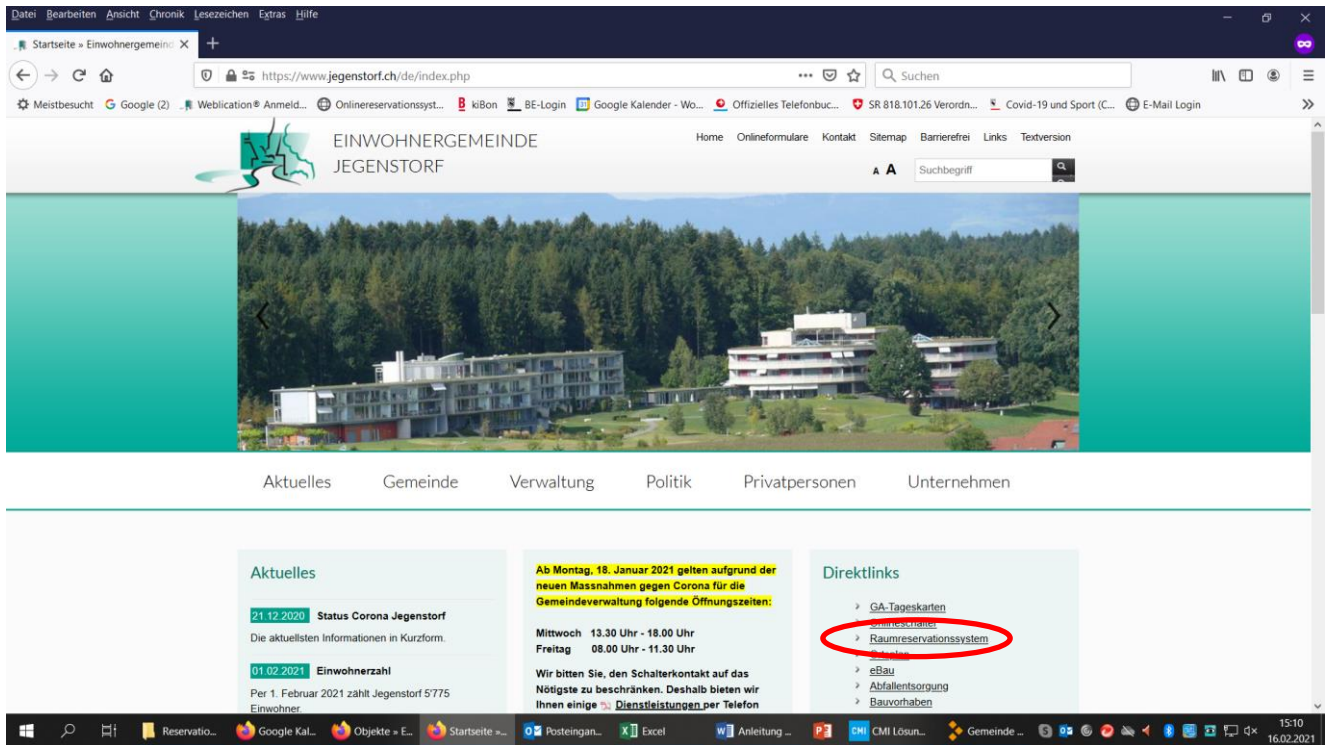 Datei Bearbeiten Ansicht Chronik Lesezeichen Extras Hilfe
Startseite » Einwohnergemeind
https://www.jegenstorf.ch/de/index.php
Suchen
Meistbesucht Google (2) Weblication® Anmeld... Onlinereservationssyst... kiBon BE-Login Google Kalender - Wo... Offizielles Telefonbuc... SR 818.101.26 Verordn... Covid-19 und Sport (C... E-Mail Login
EINWOHNERGEMEINDE
JEGENSTORF
Home Onlineformulare Kontakt Sitemap Barrierefrei Links Textversion
A A Suchbegriff
Aktuelles Gemeinde Verwaltung Politik Privatpersonen Unternehmen
Aktuelles
21.12.2020 Status Corona Jegenstorf
Die aktuellsten Informationen in Kurzform.
01.02.2021 Einwohnerzahl
Per 1. Februar 2021 zählt Jegenstorf 5'775
Einwohner.
Ab Montag, 18. Januar 2021 gelten aufgrund der
neuen Massnahmen gegen Corona für die
Gemeindeverwaltung folgende Öffnungszeiten:
Mittwoch 13.30 Uhr - 18.00 Uhr
Freitag 08.00 Uhr - 11.30 Uhr
Wir bitten Sie, den Schalterkontakt auf das
Nötigste zu beschränken. Deshalb bieten wir
Ihnen einige Dienstleistungen per Telefon
Direktlinks
GA-Tageskarten
Onlineschalter
Raumreservationssystem
Ortsplan
eBau
Abfallentsorgung
Bauvorhaben
Reservatio... Google Kal... Objekte » E... Startseite »... Posteingan... Excel Anleitung ... CMI CMI Lösun... Gemeinde ... 15:10
16.02.2021